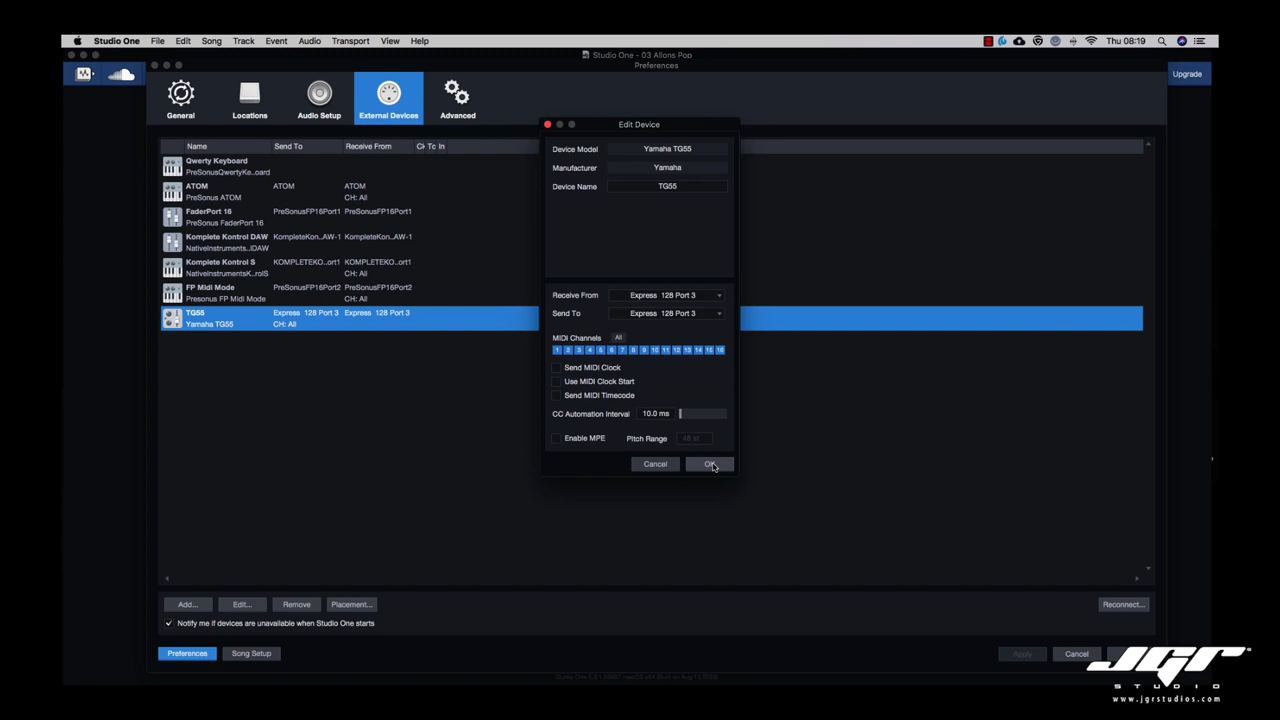 Studio One File Edit Song Track Event Audio Transport View Help Thu 08:19
Studio One - 03 Allons Pop
Preferences
Upgrade
General Locations Audio Setup External Devices Advanced
Name Send To Receive From Cl Tc In
Qwerty Keyboard
PreSonusQwertyKe...oard
ATOM ATOM ATOM
PreSonus ATOM CH: All
FaderPort 16 PreSonusFP16Port1 PreSonusFP16Port1
PreSonus FaderPort 16
Komplete Kontrol DAW KompleteKon..AW-1 KompleteKon..AW-1
NativeInstruments..lDAW
Komplete Kontrol S KOMPLETEKO...ort1 KOMPLETEKO...ort1
NativeInstrumentsK..rolS CH: All
FP Midi Mode PreSonusFP16Port2 PreSonusFP16Port2
Presonus FP Midi Mode CH: All
TG55 Express 128 Port 3 Express 128 Port 3
Yamaha TG55 CH: All
Edit Device
Device Model Yamaha TG55
Manufacturer Yamaha
Device Name TG55
Receive From Express 128 Port 3
Send To Express 128 Port 3
MIDI Channels All
1 2 3 4 5 6 7 8 9 10 11 12 13 14 15 16
Send MIDI Clock
Use MIDI Clock Start
Send MIDI Timecode
CC Automation Interval 10.0 ms
Enable MPE Pitch Range 48 st
Cancel OK
Add... Edit... Remove Placement... Reconnect...
Notify me if devices are unavailable when Studio One starts
Preferences Song Setup Apply Cancel
JGR
STUDIO
www.jgrstudios.com